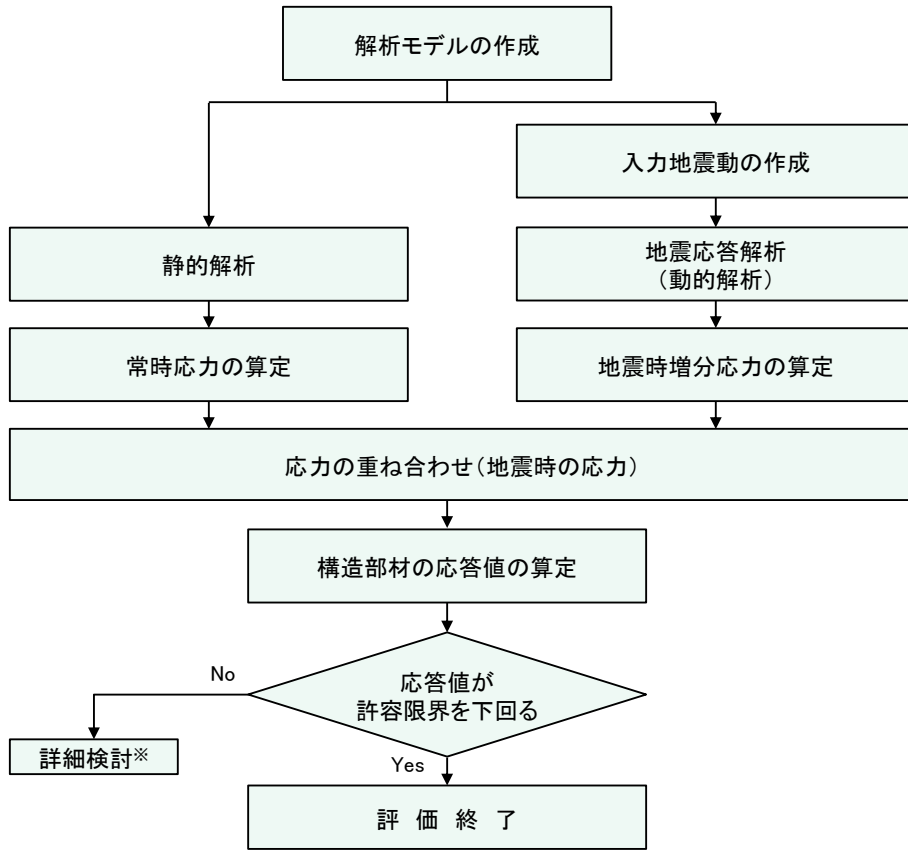 解析モデルの作成
入力地震動の作成
静的解析
地震応答解析
（動的解析）
常時応力の算定
地震時増分応力の算定
応力の重ね合わせ（地震時の応力）
構造部材の応答値の算定
応答値が
許容限界を下回る
No
詳細検討※
Yes
評 価 終 了